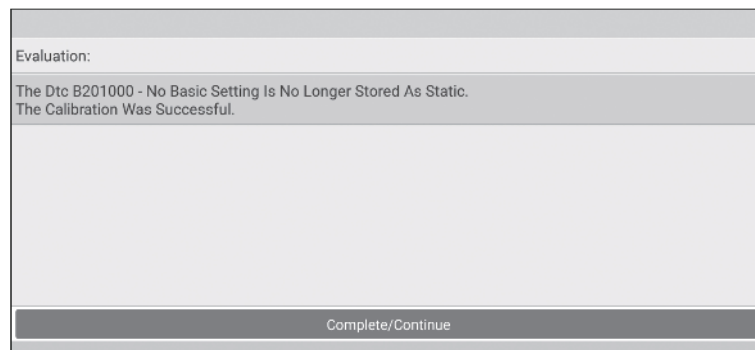 Evaluation:
The Dtc B201000 - No Basic Setting Is No Longer Stored As Static.
The Calibration Was Successful.
Complete/Continue